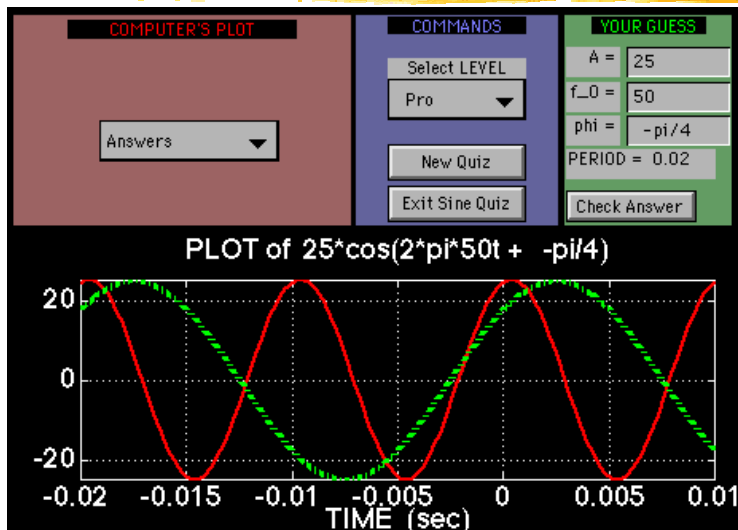 COMPUTER'S PLOT
Answers
COMMANDS
Select LEVEL
Pro
New Quiz
Exit Sine Quiz
YOUR GUESS
A = 25
f_0 = 50
phi = -pi/4
PERIOD = 0.02
Check Answer
PLOT of 25*cos(2*pi*50t + -pi/4)
20
0
-20
-0.02 -0.015 -0.01 -0.005 0 0.005 0.01
TIME (sec)